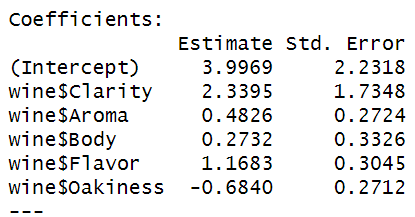 Coefficients:
Estimate Std. Error
(Intercept) 3.9969 2.2318
wine$Clarity 2.3395 1.7348
wine$Aroma 0.4826 0.2724
wine$Body 0.2732 0.3326
wine$Flavor 1.1683 0.3045
wine$Oakiness -0.6840 0.2712
---